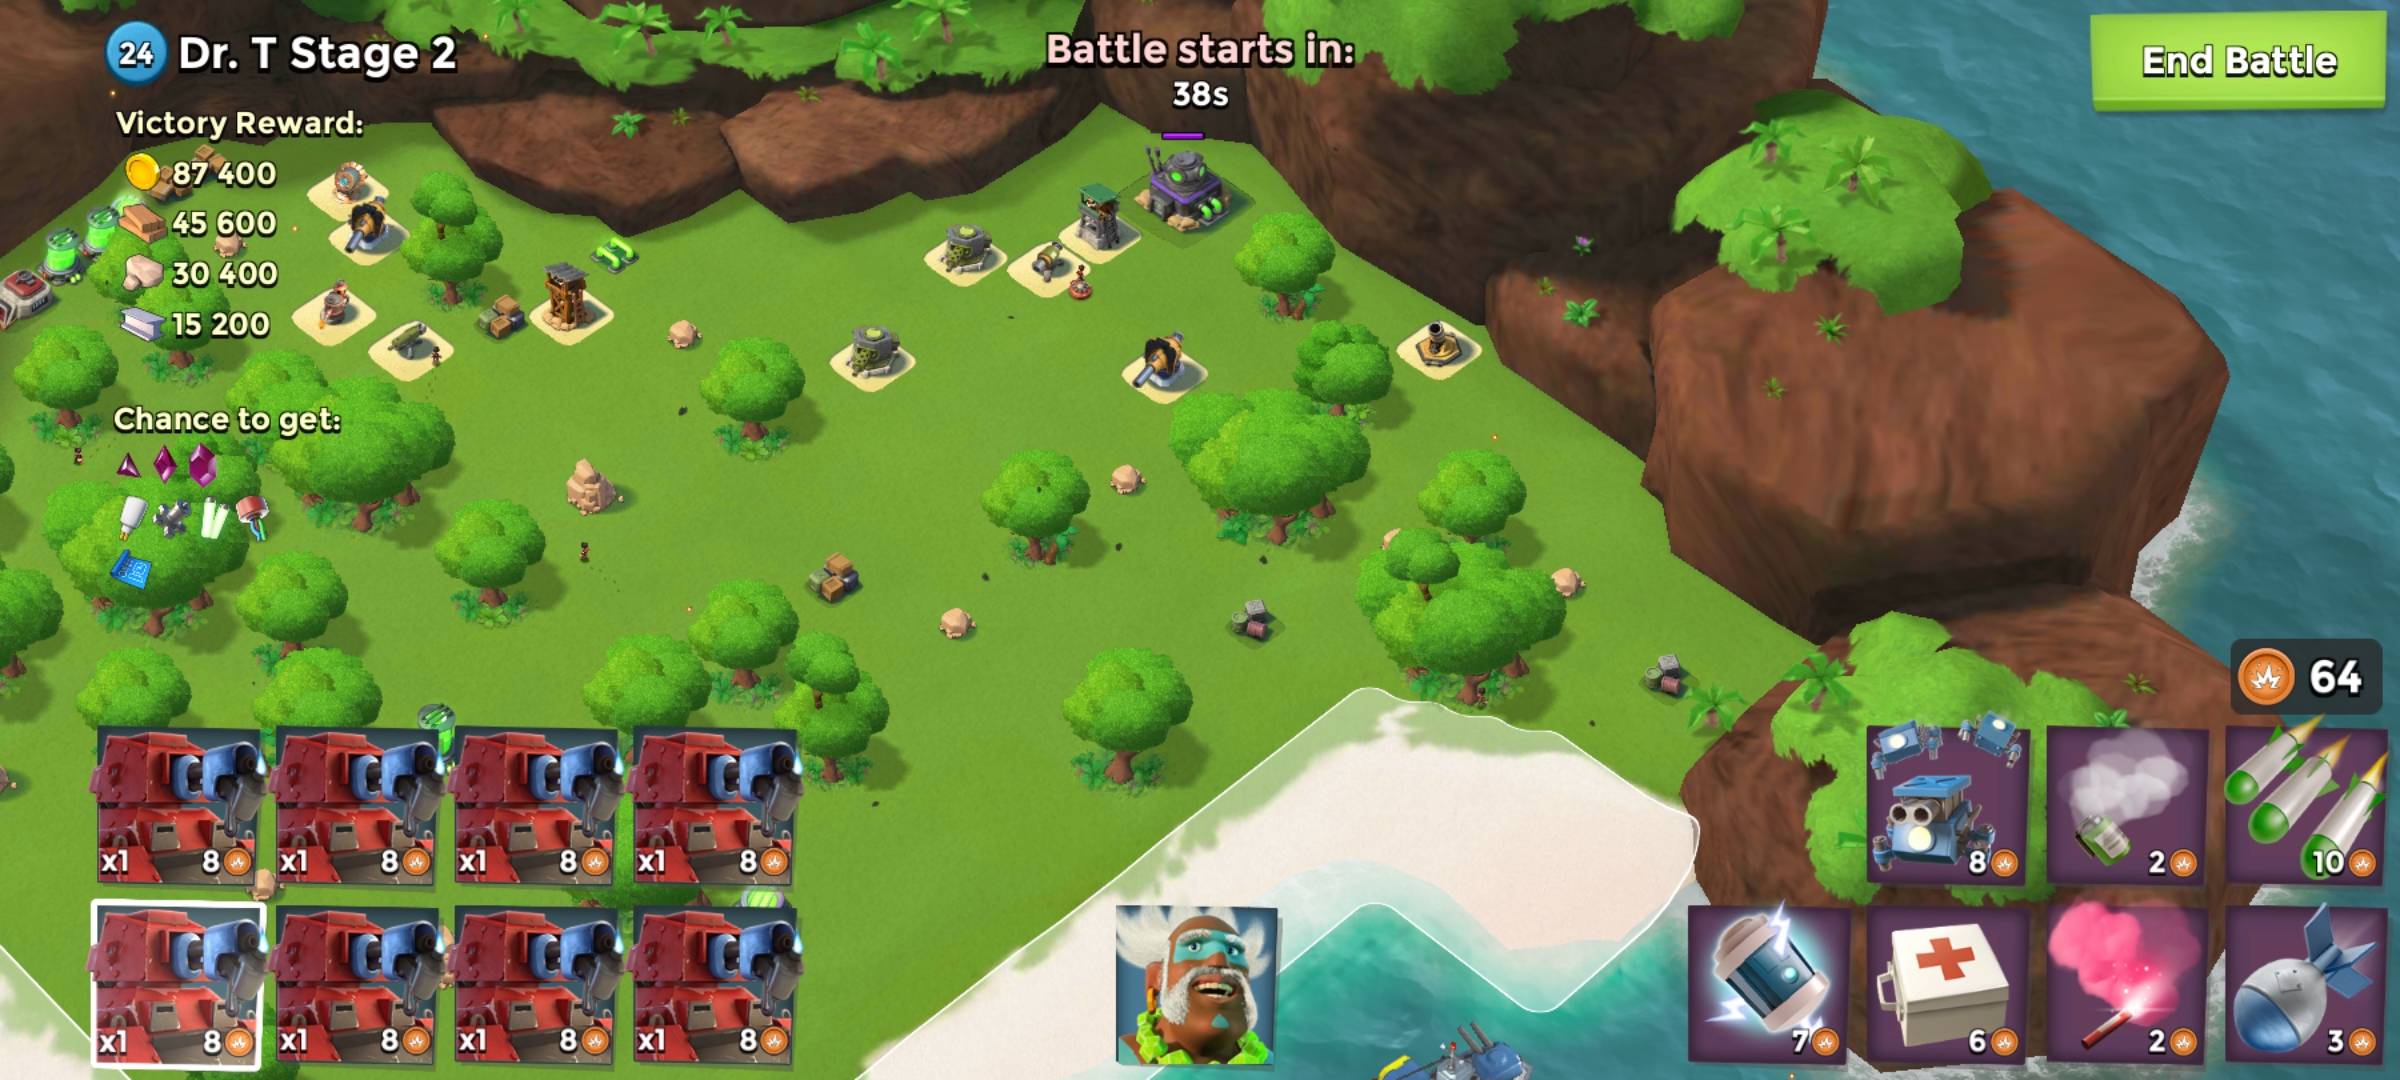 24 Dr. T Stage 2
Battle starts in:
38s
End Battle
Victory Reward:
87 400
45 600
30 400
15 200
Chance to get:
64
x1 8
x1 8
x1 8
x1 8
8
2
10
x1 8
x1 8
x1 8
x1 8
7
6
2
3